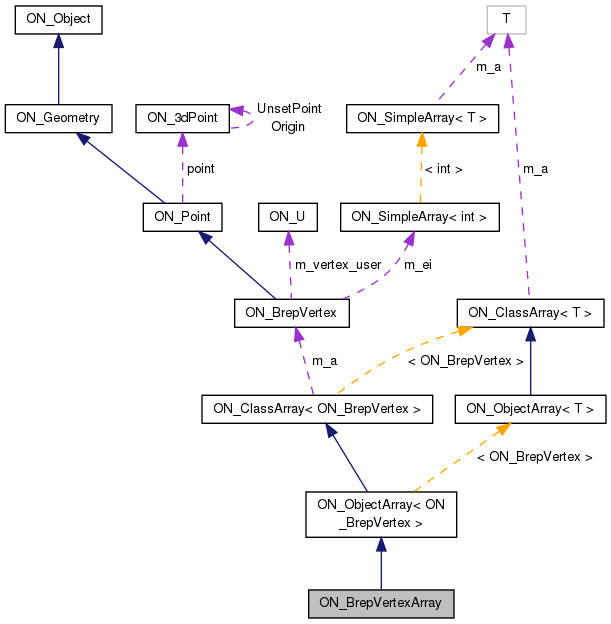 ON_Object
T
m_a
ON_Geometry
ON_3dPoint
UnsetPoint
Origin
ON_SimpleArray< T >
point
< int >
m_a
ON_Point
ON_U
ON_SimpleArray< int >
m_vertex_user
m_ei
ON_BrepVertex
ON_ClassArray< T >
m_a
< ON_BrepVertex >
ON_ClassArray< ON_BrepVertex >
ON_ObjectArray< T >
< ON_BrepVertex >
ON_ObjectArray< ON
_BrepVertex >
ON_BrepVertexArray